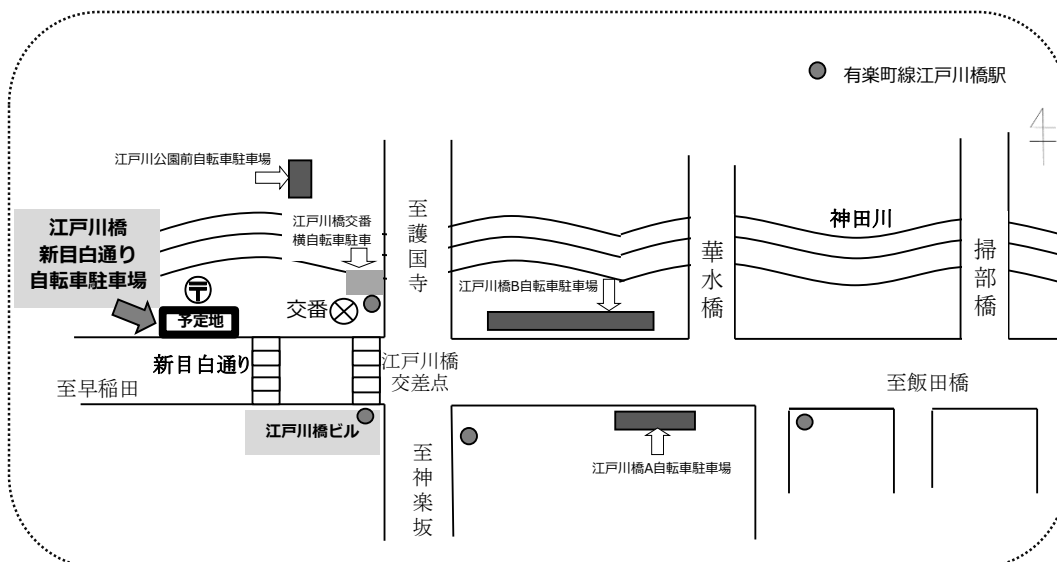 有楽町線江戸川橋駅
江戸川公園前自転車駐車場
江戸川橋
新目白通り
自転車駐車場
江戸川橋交番
横自転車駐車
至護国寺
神田川
華水橋
掃部橋
江戸川橋B自転車駐車場
〒
交番
予定地
新目白通り
江戸川橋
交差点
至早稲田
至飯田橋
江戸川橋ビル
至神楽坂
江戸川橋A自転車駐車場